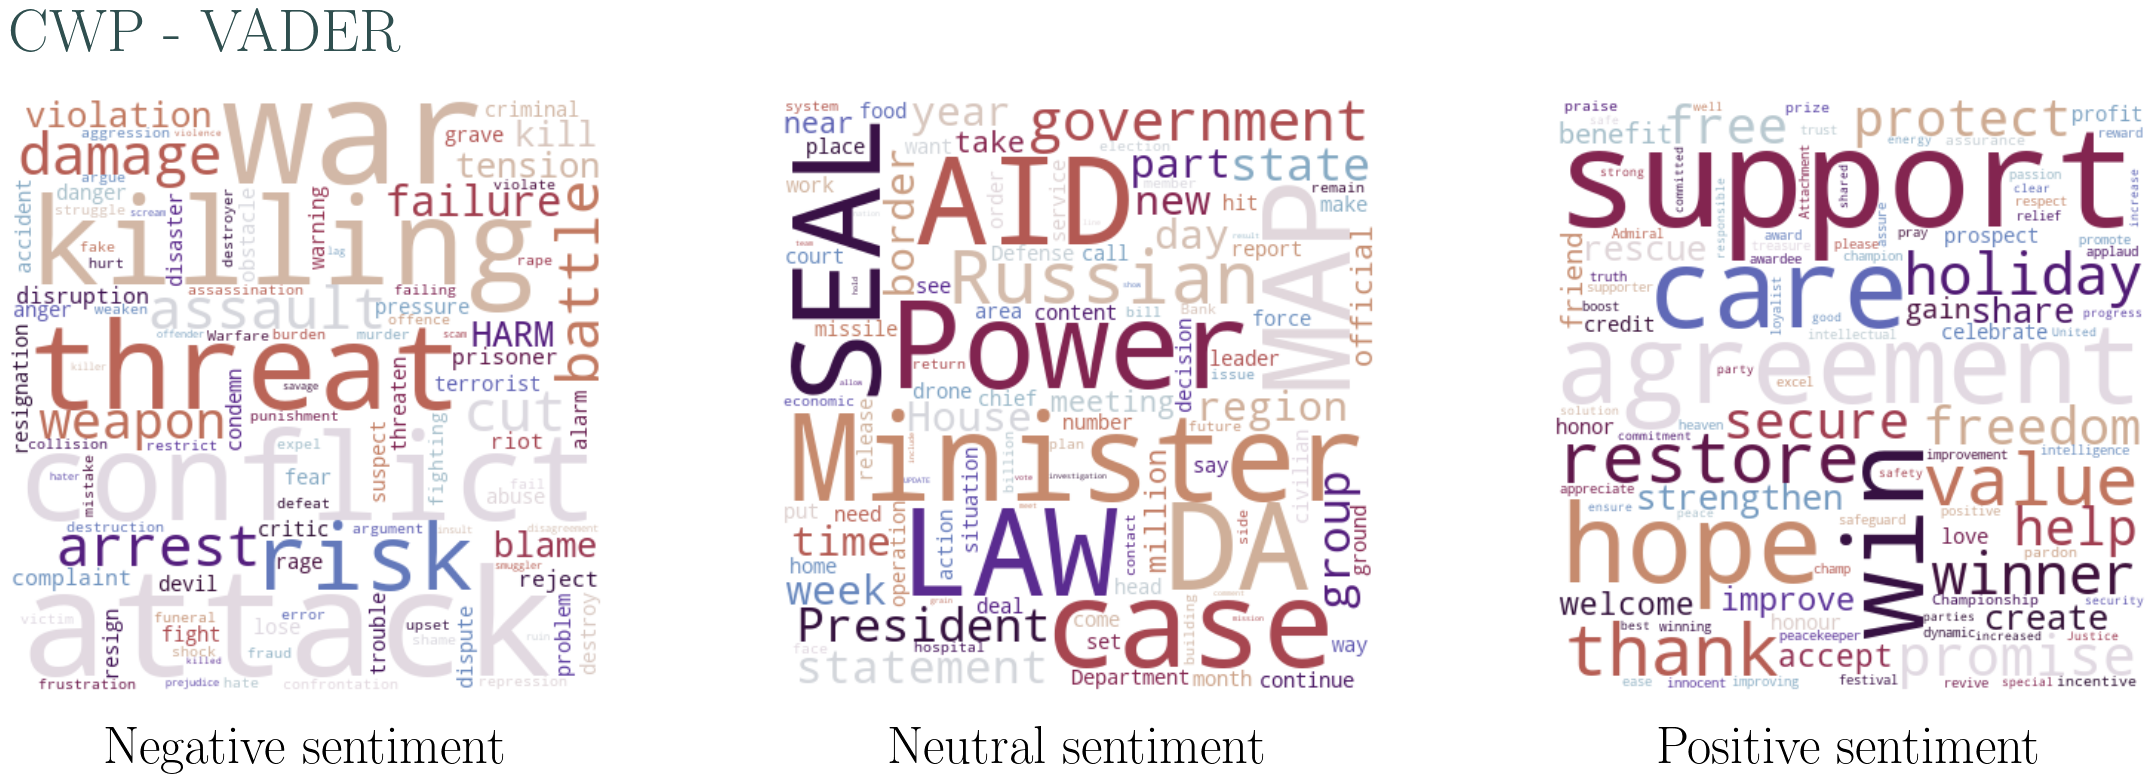 CWP - VADER
violation war criminal
aggression violence grave kill
damage tension
argue violate
danger killing failure
accident struggle scream disaster destroyer obstacle warning battle
fake lag
hurt rape
disruption assassination failing
anger weaken assault pressure
offence
offender Warfare burden murder scam HARM
threat prisoner
resignation killer savage terrorist
weapon condemn punishment threaten cut alarm
collision restrict expel suspect fighting riot
conflict
hater mistake fear abuse fail
defeat
destruction critic argument insult disagreement
arrest risk blame
rage smuggler
complaint devil reject
attack
victim resign funeral error trouble upset dispute problem destroy
fight lose shame ruin
shock killed fraud
frustration prejudice hate confrontation repression
Negative sentiment
system food year government
near want take election
place AID part state
work SEAL border order service member remain
new hit make
nation day result
team Defense call report MAP official
court hold see Russian show
area content bill Bank force
missile Power decision
return leader
allow drone issue
economic chief meeting
release House number region
Minister future
include billion plan civilian
say
UPDATE vote investigation
put need situation meet million group
time action LAW contact DA side ground
home operation head
week grain deal comment
President come case building mission
face hospital set way
statement Department month continue
Neutral sentiment
praise well prize protect profit
safe free trust reward
benefit energy assurance
support
strong committed Attachment shared passion
responsible clear increase
respect
Admiral pray relief
friend rescue award treasure please assure prospect promote
awardee champion applaud
truth care holiday
supporter
boost loyalist good gain share progress
credit intellectual celebrate United
agreement
party excel
solution heaven secure freedom
honor commitment
restore win improvement intelligence
appreciate safety value
strengthen
ensure peace safeguard positive help
hope love
pardon
champ winner
welcome improve Championship security
best winning honour parties create
peacekeeper dynamic increased Justice
thank accept promise
ease innocent improving festival revive special incentive
Positive sentiment